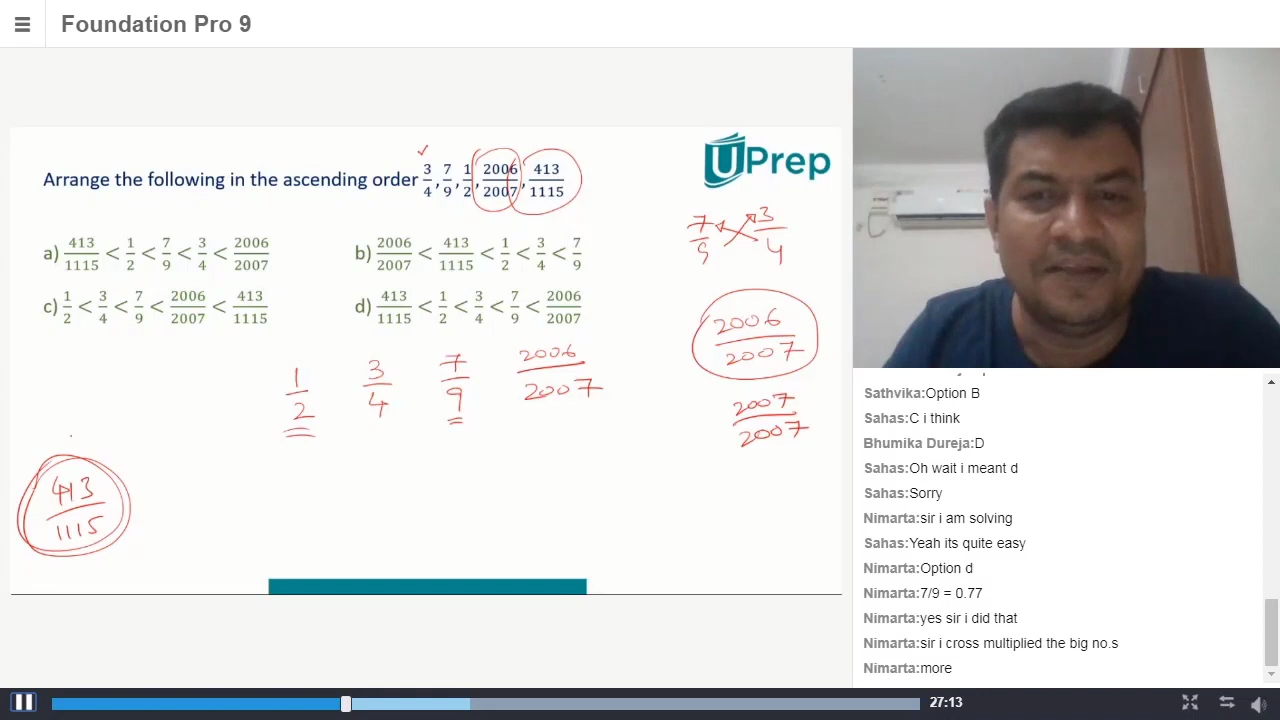 Foundation Pro 9
UPrep
Arrange the following in the ascending order 3/4, 7/9, 1/2, 2006/2007, 413/1115
a) 413/1115 < 1/2 < 7/9 < 3/4 < 2006/2007
b) 2006/2007 < 413/1115 < 1/2 < 3/4 < 7/9
c) 1/2 < 3/4 < 7/9 < 2006/2007 < 413/1115
d) 413/1115 < 1/2 < 3/4 < 7/9 < 2006/2007
7/9 3/4
2006/2007
2007/2007
1/2 3/4 7/9 2006/2007
413/1115
Sathvika:Option B
Sahas:C i think
Bhumika Dureja:D
Sahas:Oh wait i meant d
Sahas:Sorry
Nimarta:sir i am solving
Sahas:Yeah its quite easy
Nimarta:Option d
Nimarta:7/9 = 0.77
Nimarta:yes sir i did that
Nimarta:sir i cross multiplied the big no.s
Nimarta:more
27:13